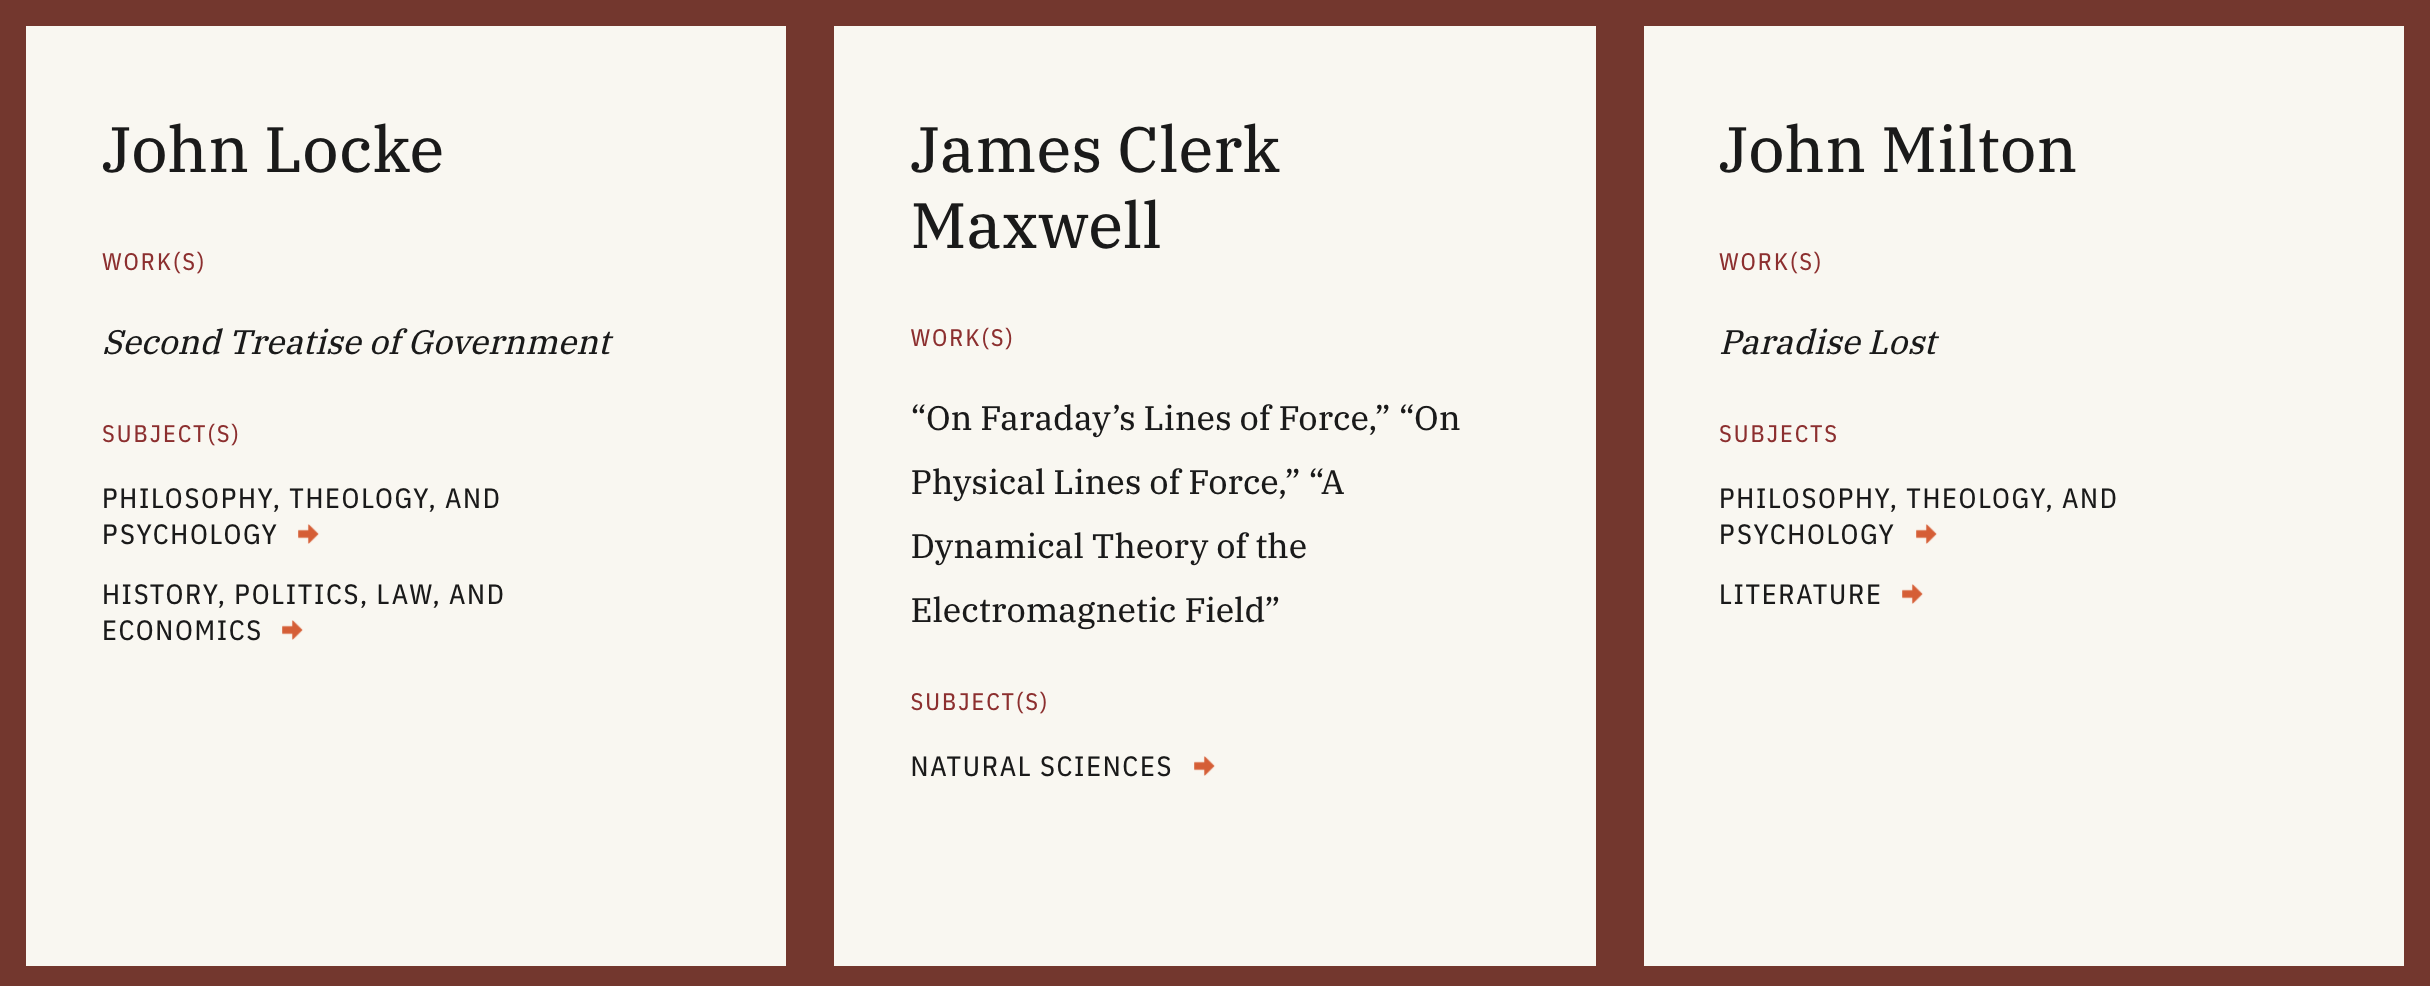 John Locke
WORK(S)
Second Treatise of Government
SUBJECT(S)
PHILOSOPHY, THEOLOGY, AND
PSYCHOLOGY
HISTORY, POLITICS, LAW, AND
ECONOMICS
James Clerk
Maxwell
WORK(S)
“On Faraday’s Lines of Force,” “On
Physical Lines of Force,” “A
Dynamical Theory of the
Electromagnetic Field”
SUBJECT(S)
NATURAL SCIENCES
John Milton
WORK(S)
Paradise Lost
SUBJECTS
PHILOSOPHY, THEOLOGY, AND
PSYCHOLOGY
LITERATURE